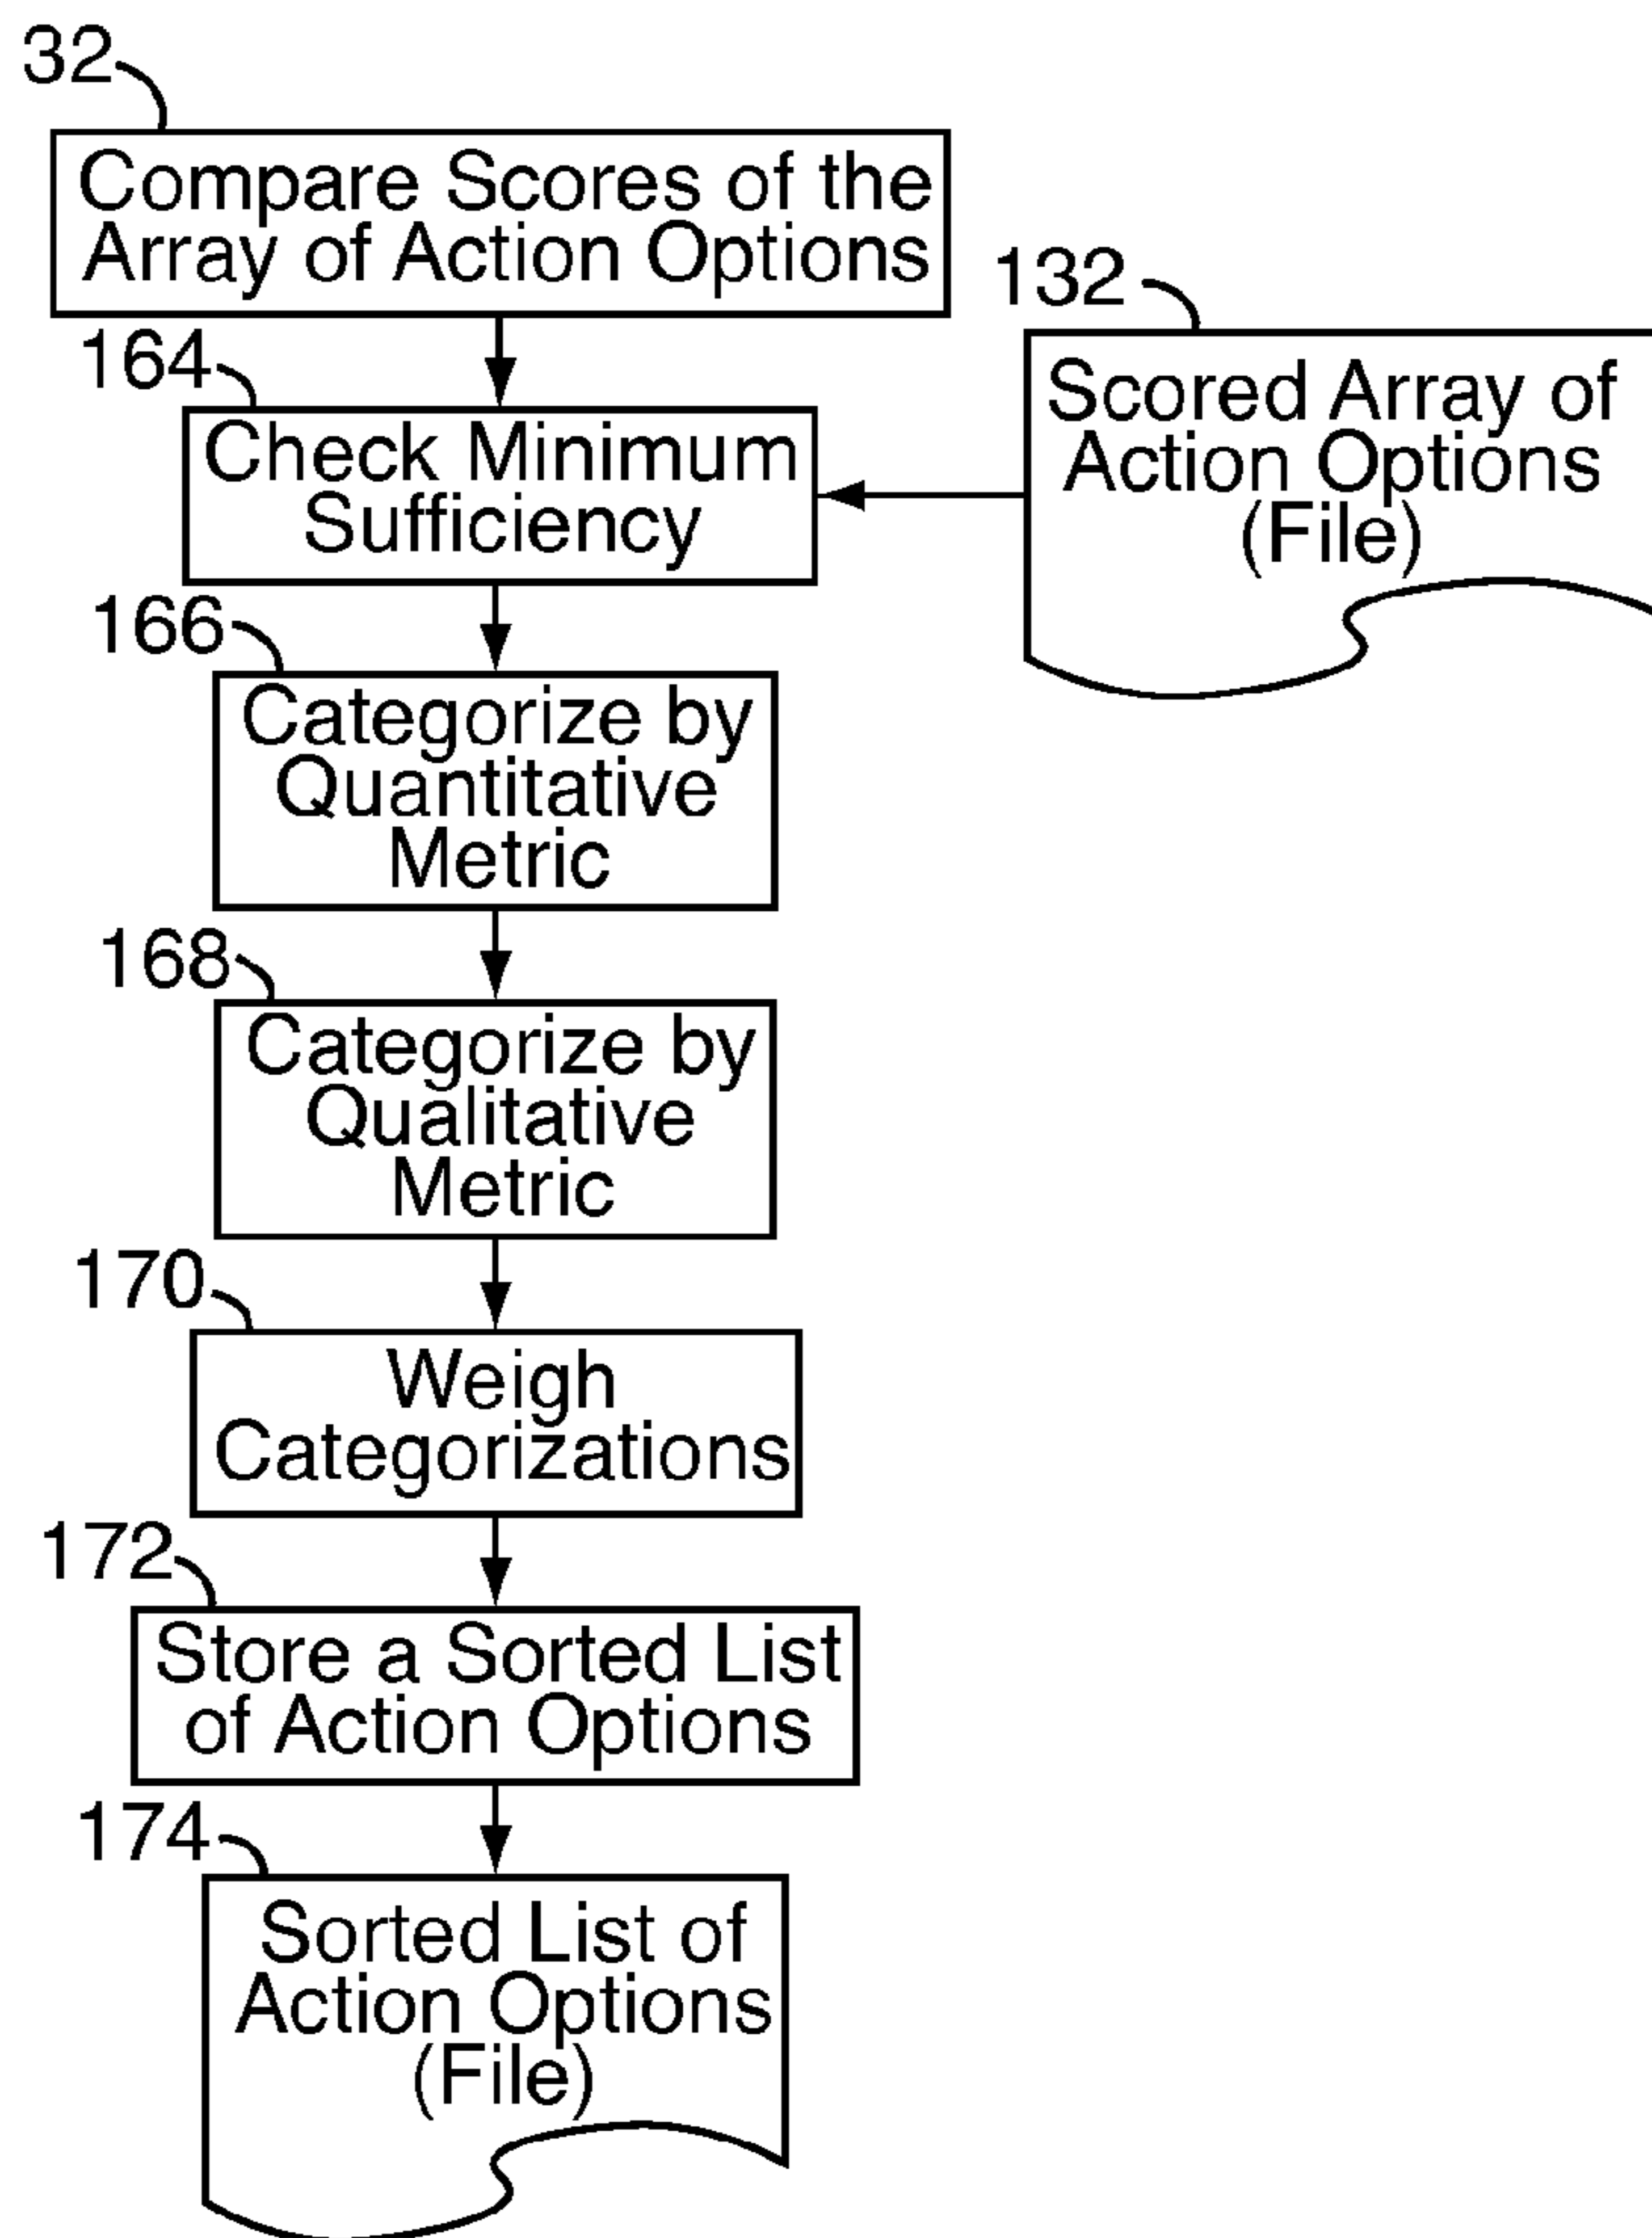 32
Compare Scores of the
Array of Action Options
132
Scored Array of
Action Options
(File)
164
Check Minimum
Sufficiency
166
Categorize by
Quantitative
Metric
168
Categorize by
Qualitative
Metric
170
Weigh
Categorizations
172
Store a Sorted List
of Action Options
174
Sorted List of
Action Options
(File)